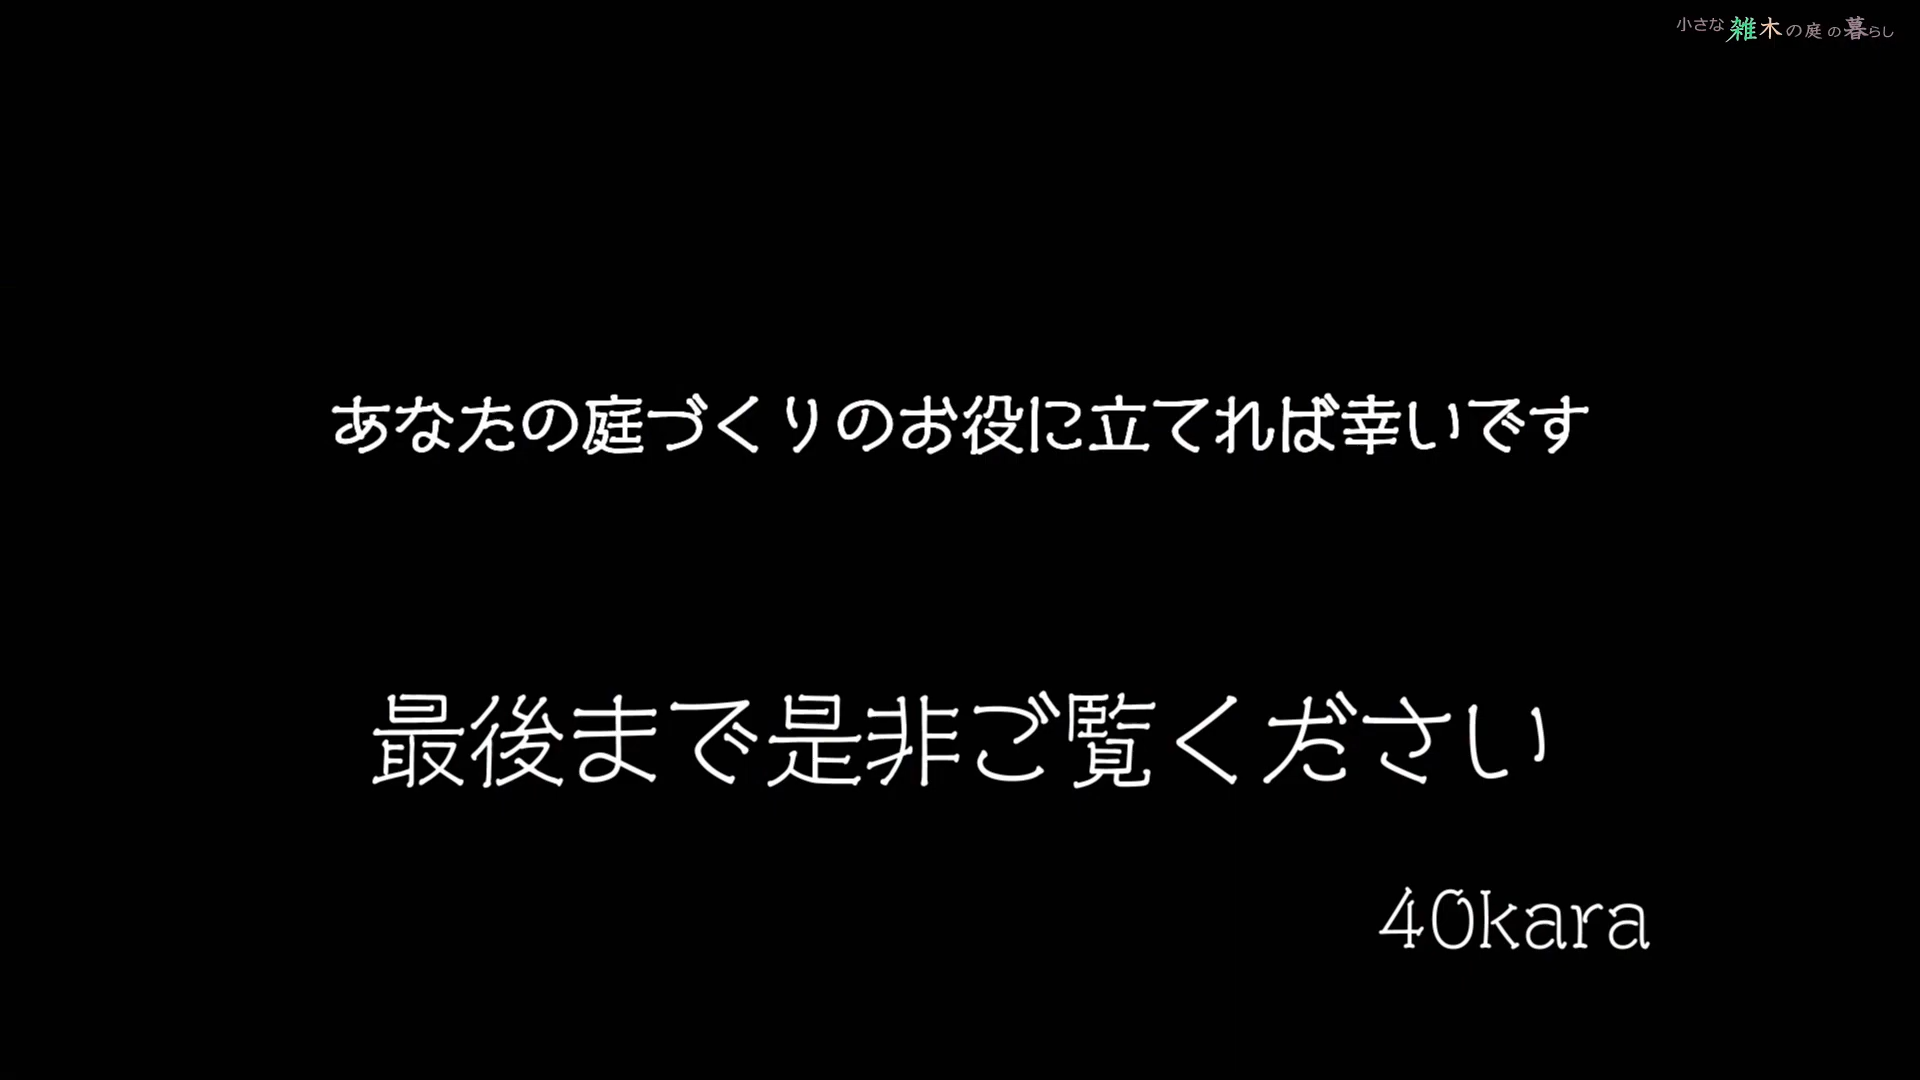 小さな雑木の庭の暮らし
あなたの庭づくりのお役に立てれば幸いです
最後まで是非ご覧ください
40kara